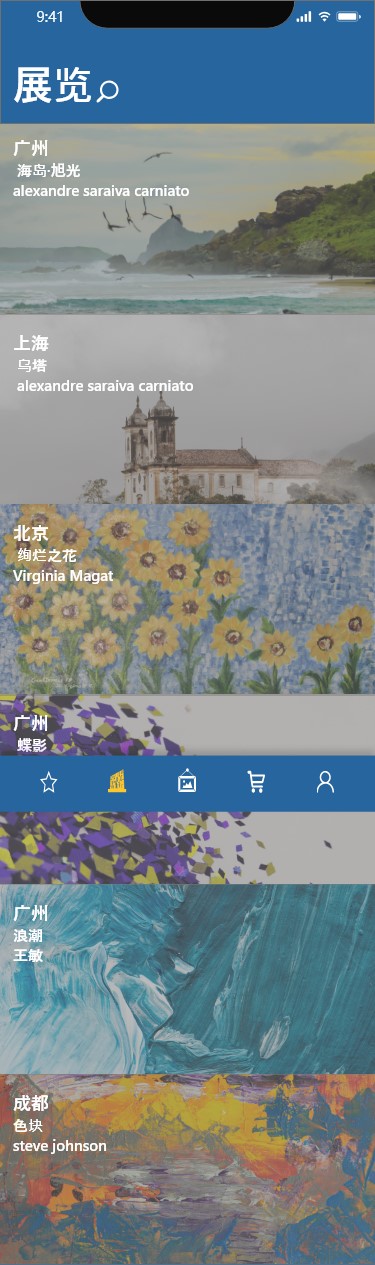 9:41
展览
广州
海岛·旭光
alexandre saraiva carniato
上海
乌塔
alexandre saraiva carniato
北京
绚烂之花
Virginia Magat
广州
蝶影
广州
浪潮
王敏
成都
色块
steve johnson